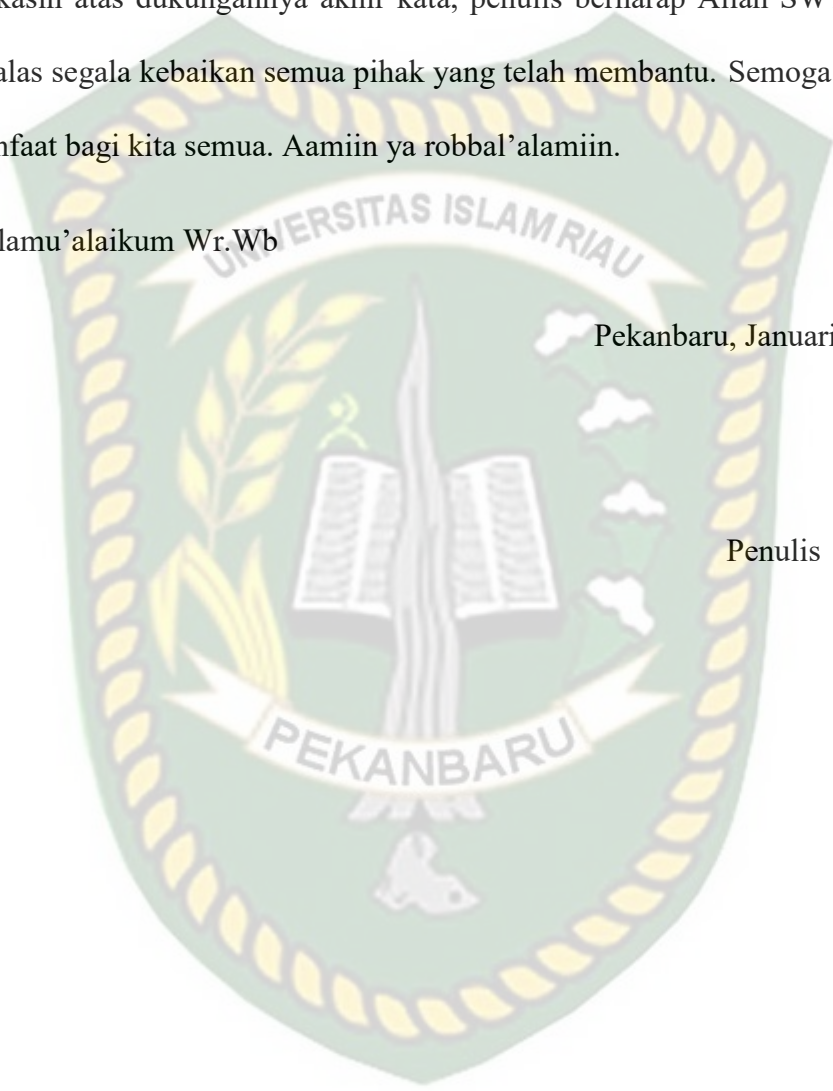 atas dukungannya akhir kata, penulis berharap Allah SW
alas segala kebaikan semua pihak yang telah membantu. Semoga
nfaat bagi kita semua. Aamiin ya robbal’alamiin.
lamu’alaikum Wr.Wb
UNIVERSITAS ISLAM RIAU
Pekanbaru, Januari
Penulis
PEKANBARU